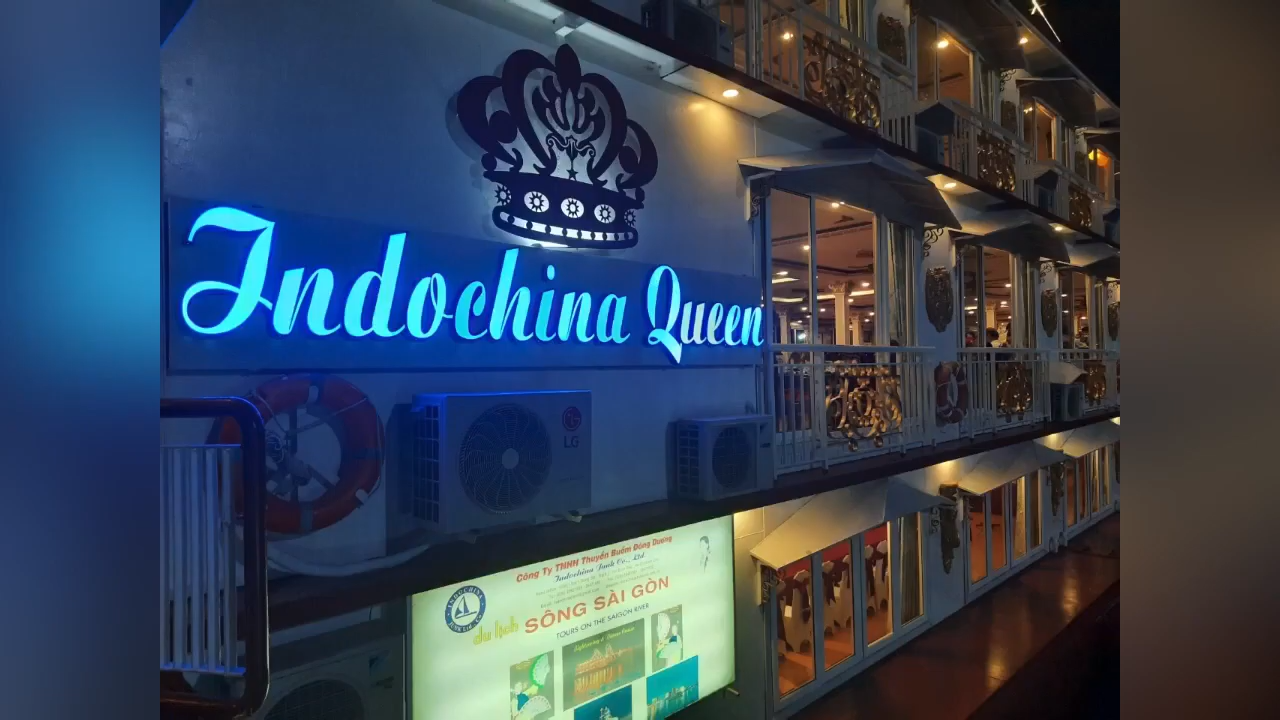 Indochina Queen
LG
Công Ty TNHH Thuyền Buồm Đông Dương
Indochina Junk Co., Ltd
du lịch SÔNG SÀI GÒN
TOURS ON THE SAIGON RIVER